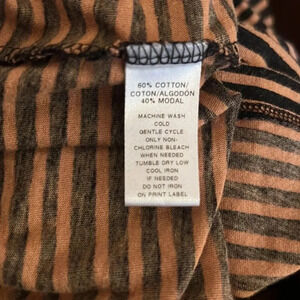 60% COTTON/
COTON/ALGODÓN
40% MODAL
MACHINE WASH
COLD
GENTLE CYCLE
ONLY NON-
CHLORINE BLEACH
WHEN NEEDED
TUMBLE DRY LOW
COOL IRON
IF NEEDED
DO NOT IRON
ON PRINT LABEL